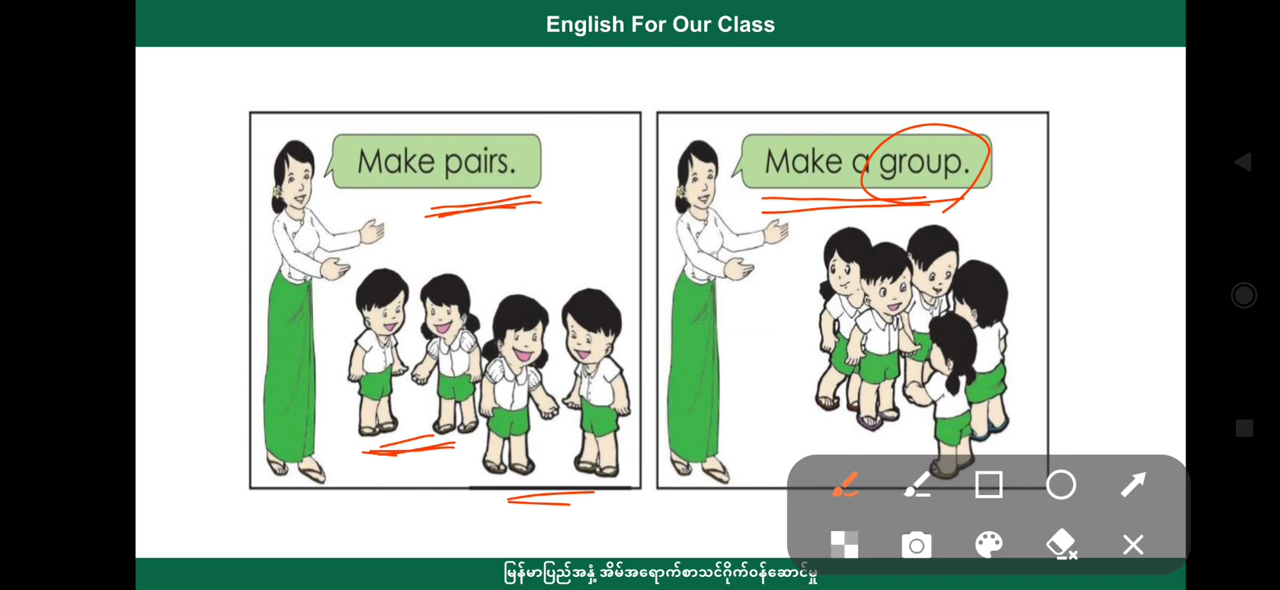 English For Our Class
Make pairs.
Make a group.
မြန်မာပြည်အနှံ့ အိမ်အရောက်စာသင်ဂိုက်ဝန်ဆောင်မှု